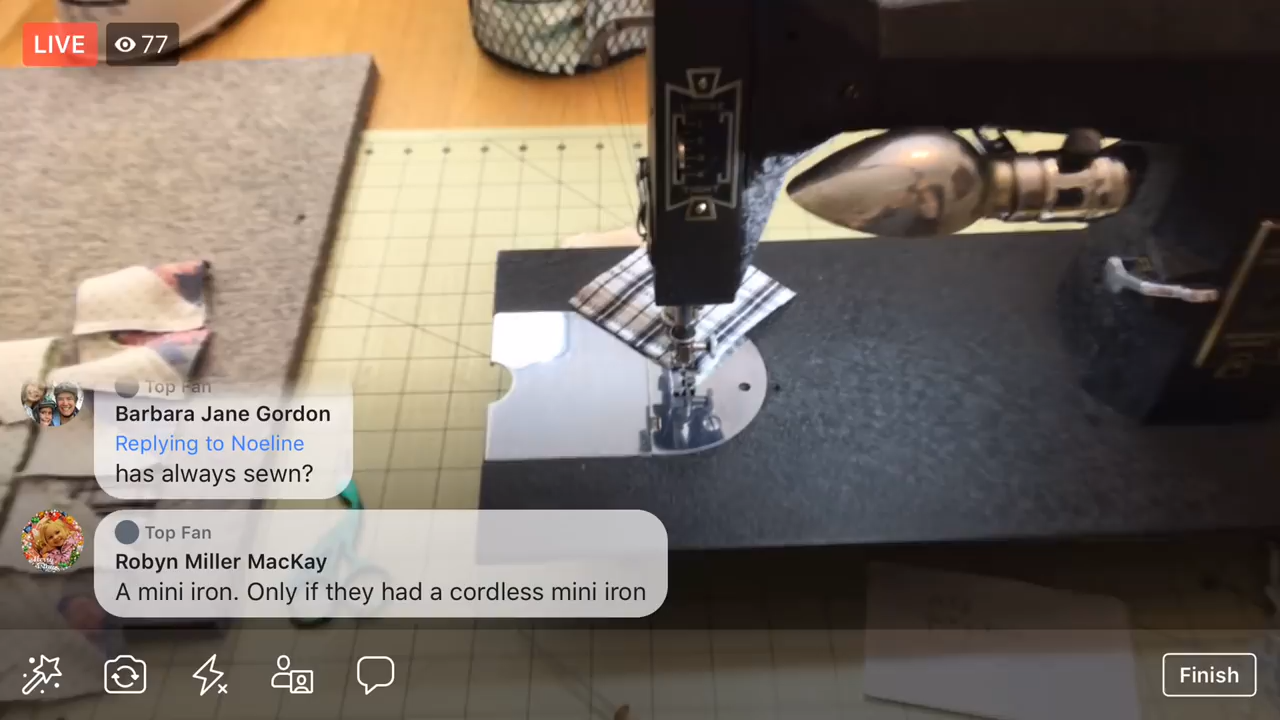 LIVE
77
Top Fan
Barbara Jane Gordon
Replying to Noeline
has always sewn?
Top Fan
Robyn Miller MacKay
A mini iron. Only if they had a cordless mini iron
Finish